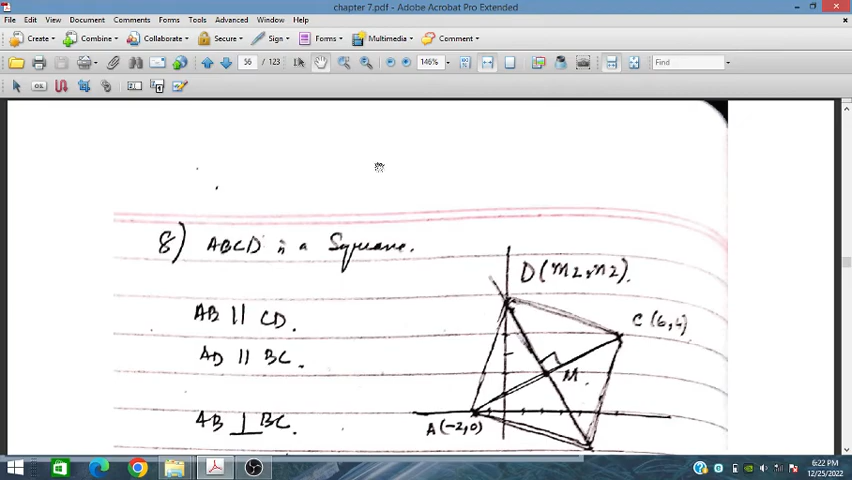 chapter 7.pdf - Adobe Acrobat Pro Extended
File Edit View Document Comments Forms Tools Advanced Window Help
Create Combine Collaborate Secure Sign Forms Multimedia Comment
56 / 123 146% Find
8) ABCD is a Square.
D(m2,n2).
AB || CD.
C (6,4)
AD || BC.
M.
AB ⊥ BC.
A(-2,0)
6:22 PM
12/25/2022